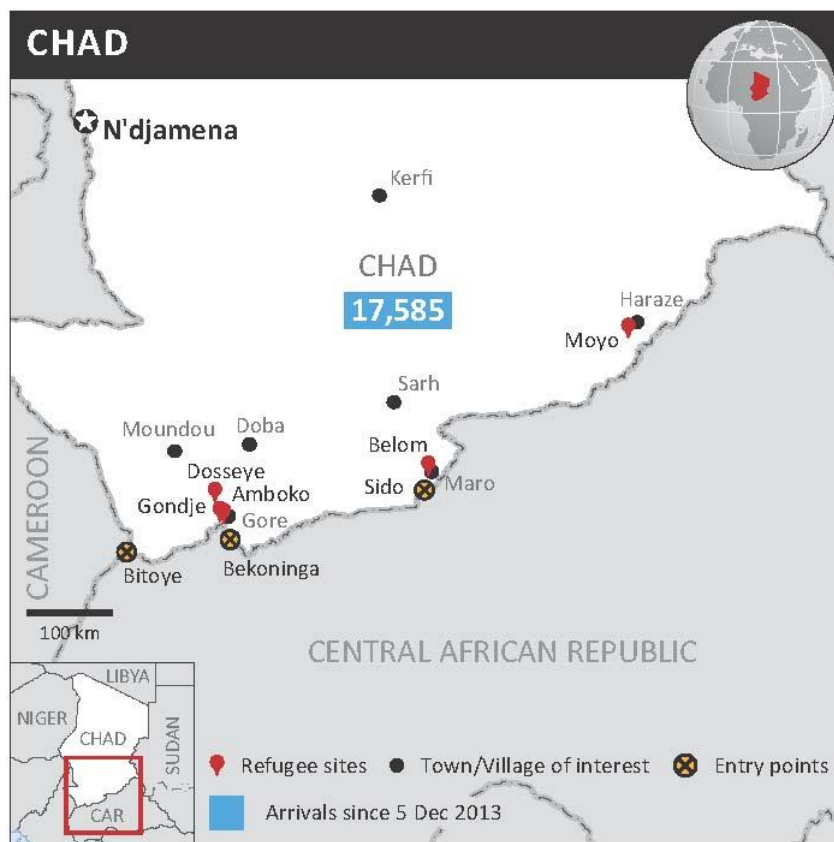 CHAD
N'djamena
Kerfi
CHAD
17,585
Haraze
Moyo
Sarh
Moundou
Doba
Belom
Dosseye
Sido
Maro
Gondje
Amboko
Gore
Bitoye
Bekoninga
CAMEROON
100 km
CENTRAL AFRICAN REPUBLIC
LIBYA
NIGER
CHAD
SUDAN
CAR
Refugee sites
Town/Village of interest
Entry points
Arrivals since 5 Dec 2013